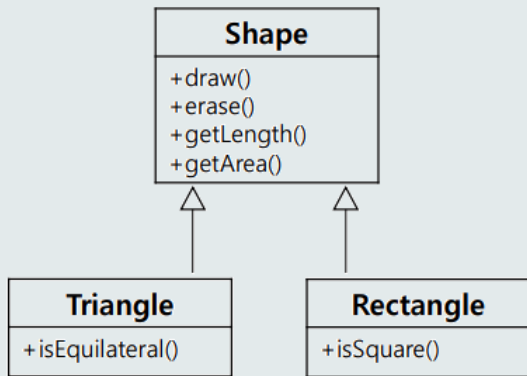 Shape
+draw()
+erase()
+getLength()
+getArea()
Triangle
+isEquilateral()
Rectangle
+isSquare()